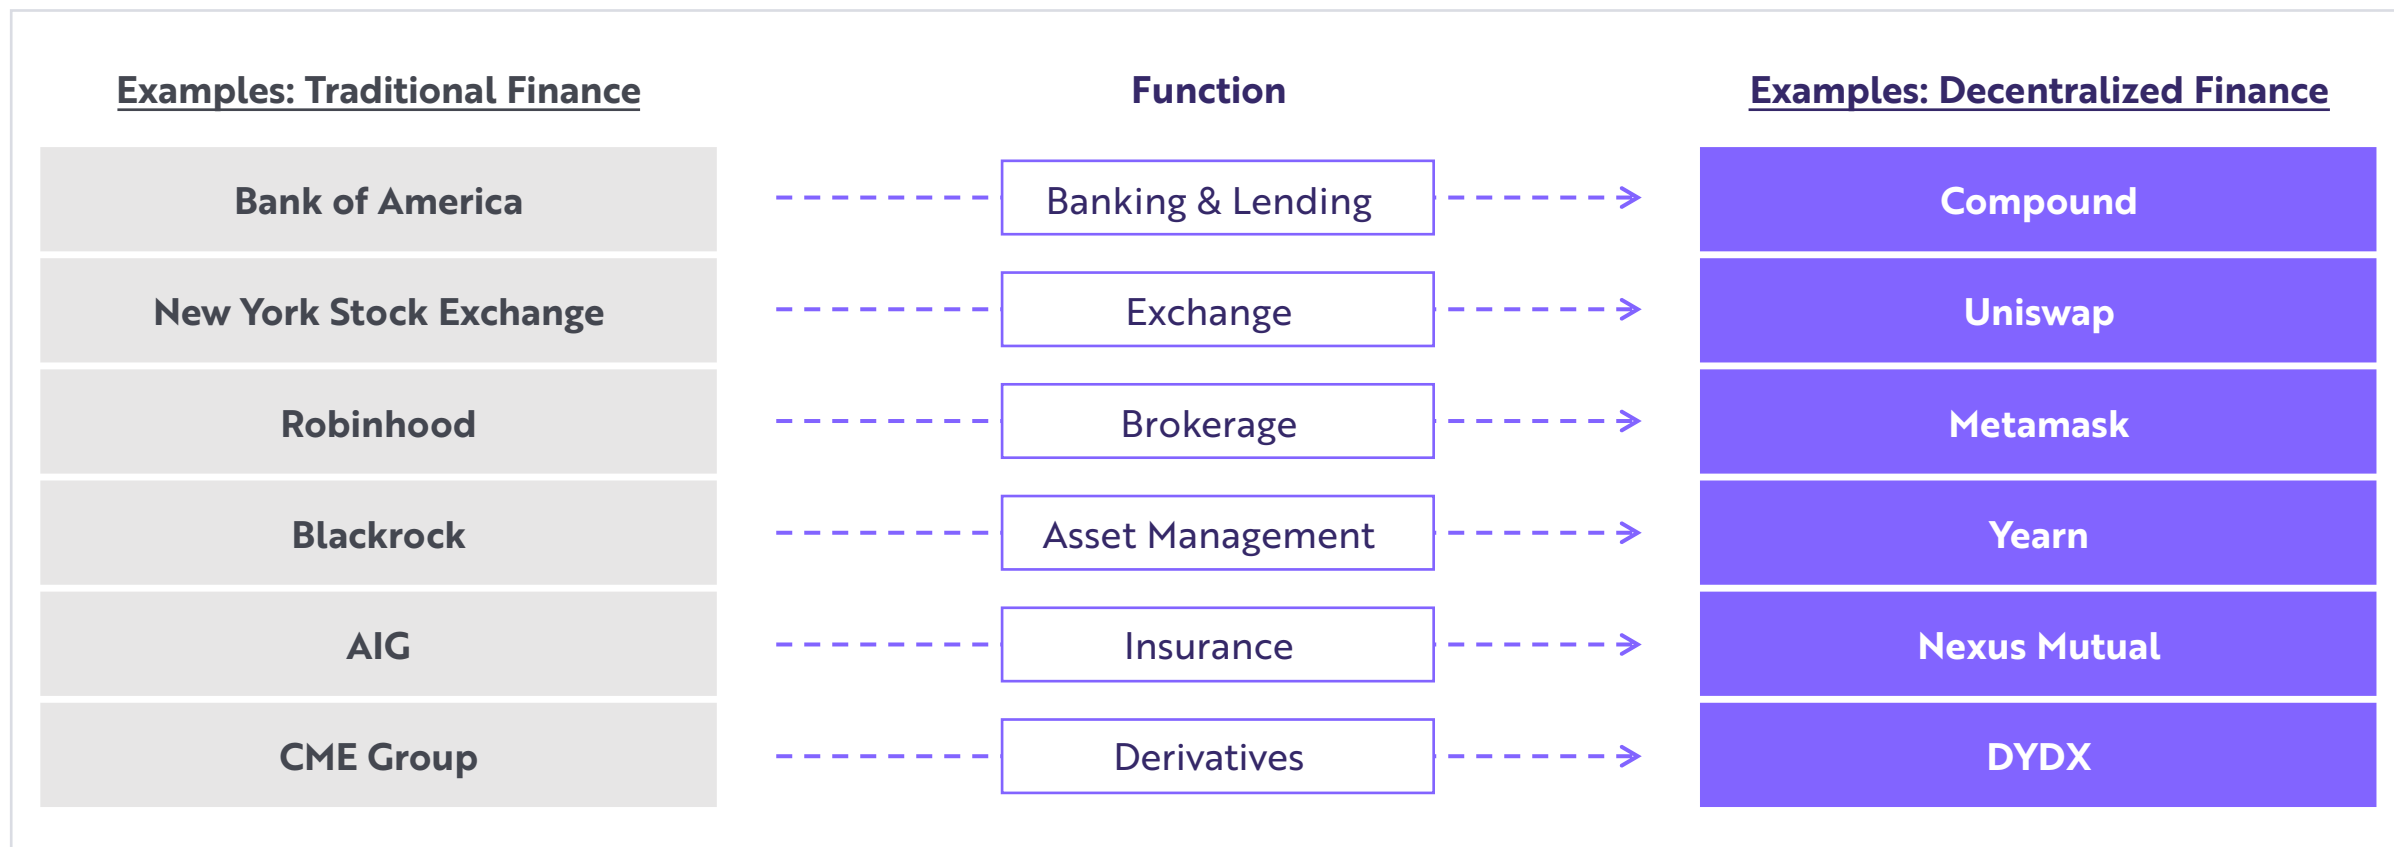 Examples: Traditional Finance
Function
Examples: Decentralized Finance
Bank of America
Banking & Lending
Compound
New York Stock Exchange
Exchange
Uniswap
Robinhood
Brokerage
Metamask
Blackrock
Asset Management
Yearn
AIG
Insurance
Nexus Mutual
CME Group
Derivatives
DYDX